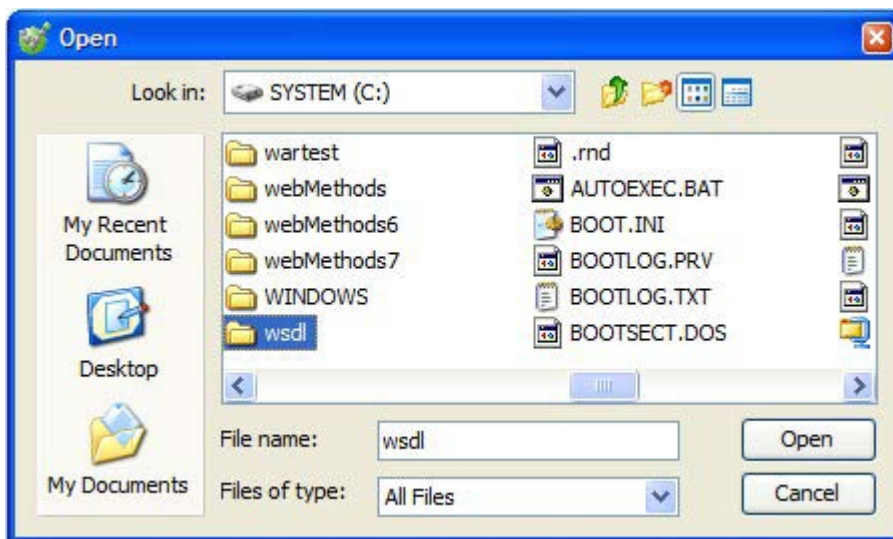 Open
Look in: SYSTEM (C:)
My Recent
Documents
Desktop
My Documents
wartest
webMethods
webMethods6
webMethods7
WINDOWS
wsdl
.rnd
AUTOEXEC.BAT
BOOT.INI
BOOTLOG.PRV
BOOTLOG.TXT
BOOTSECT.DOS
File name: wsdl
Open
Files of type: All Files
Cancel